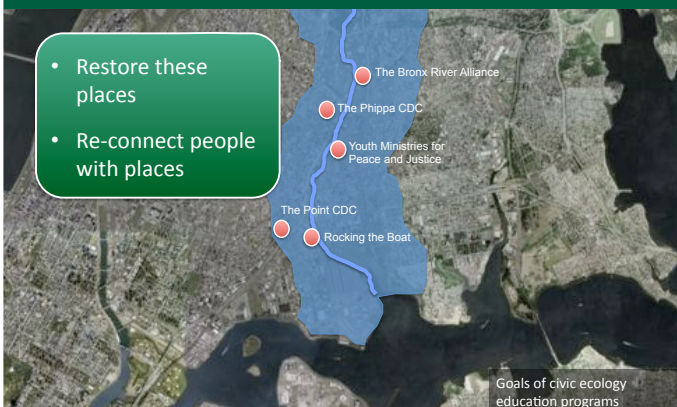 • Restore these
places
• Re-connect people
with places
The Bronx River Alliance
The Phippa CDC
Youth Ministries for
Peace and Justice
The Point CDC
Rocking the Boat
Goals of civic ecology
education programs